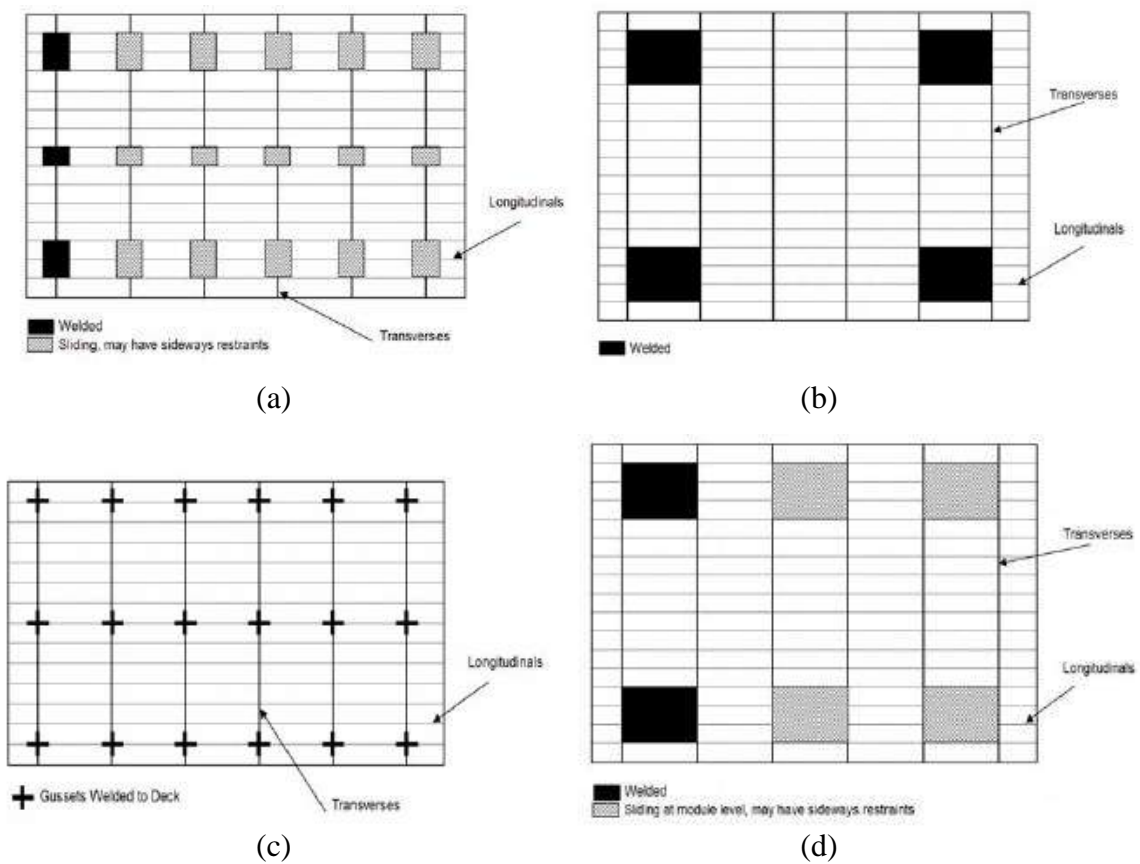 Longitudinals
Welded
Sliding, may have sideways restraints
Transverses
(a)
Transverses
Longitudinals
Welded
(b)
Longitudinals
Gussets Welded to Deck
Transverses
(c)
Transverses
Longitudinals
Welded
Sliding at module level, may have sideways restraints
(d)